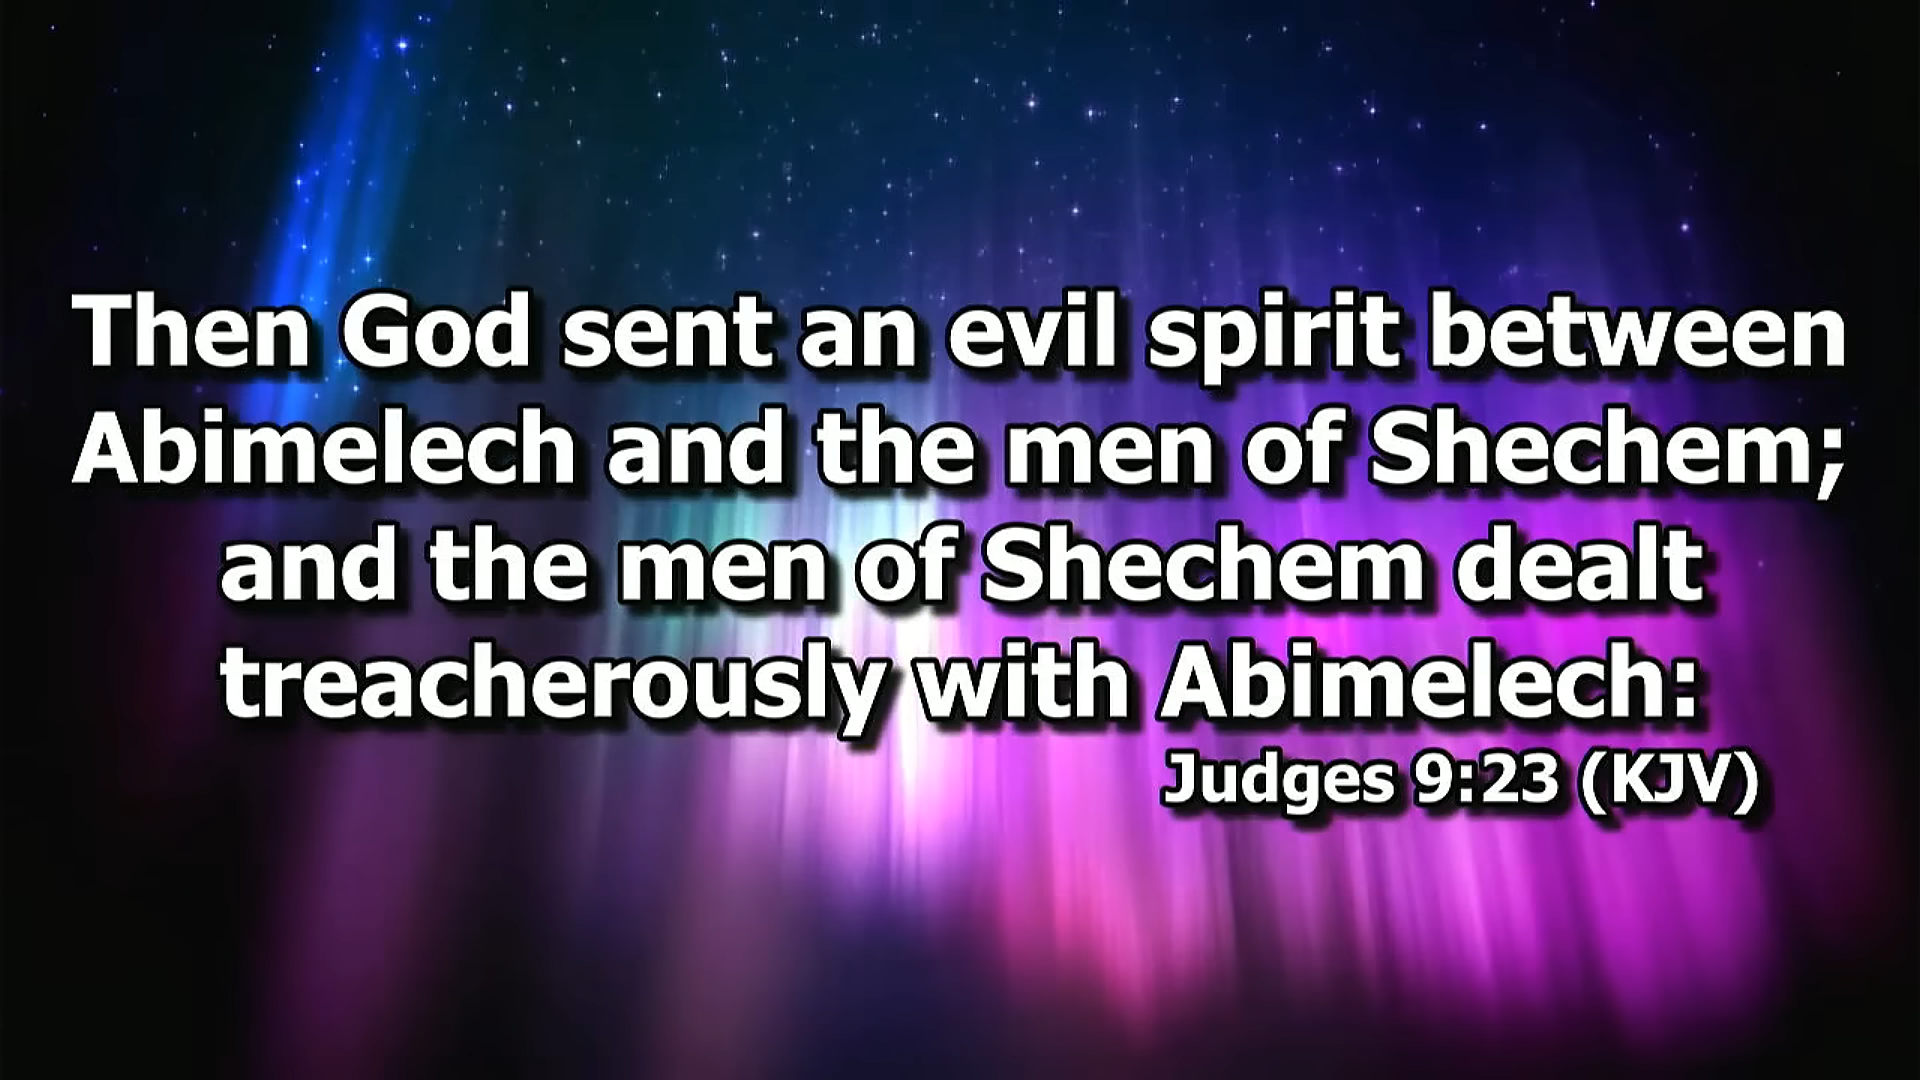 Then God sent an evil spirit between
Abimelech and the men of Shechem;
and the men of Shechem dealt
treacherously with Abimelech:
Judges 9:23 (KJV)